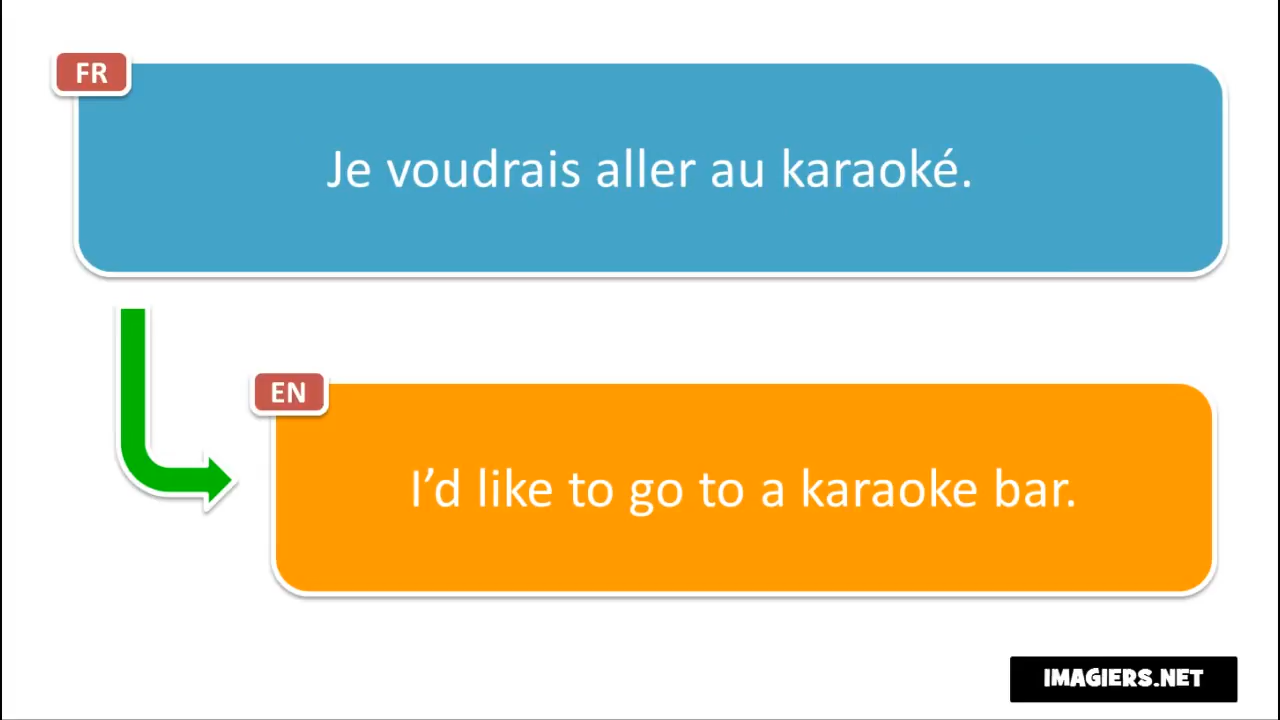 FR
Je voudrais aller au karaoké.
EN
I’d like to go to a karaoke bar.
IMAGIERS.NET